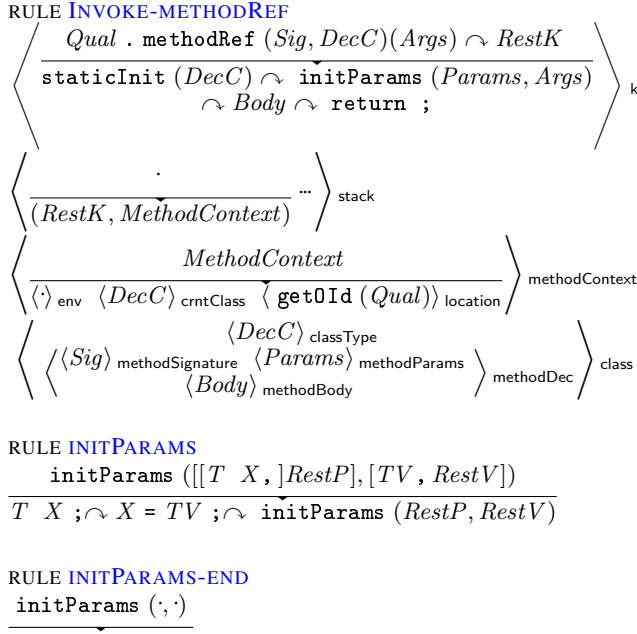 RULE INVOKE-METHODREF
Qual . methodRef (Sig, DecC)(Args) ↷ RestK
staticInit (DecC) ↷ initParams (Params, Args)
↷ Body ↷ return ;
k
·
(RestK, MethodContext) ··· stack
MethodContext
⟨·⟩ env ⟨DecC⟩ crntClass ⟨ getOId (Qual)⟩ location methodContext
⟨DecC⟩ classType
⟨Sig⟩ methodSignature ⟨Params⟩ methodParams
⟨Body⟩ methodBody methodDec class
RULE INITPARAMS
initParams ([[T X , ]RestP], [TV , RestV])
T X ;↷ X = TV ;↷ initParams (RestP, RestV)
RULE INITPARAMS-END
initParams (·, ·)